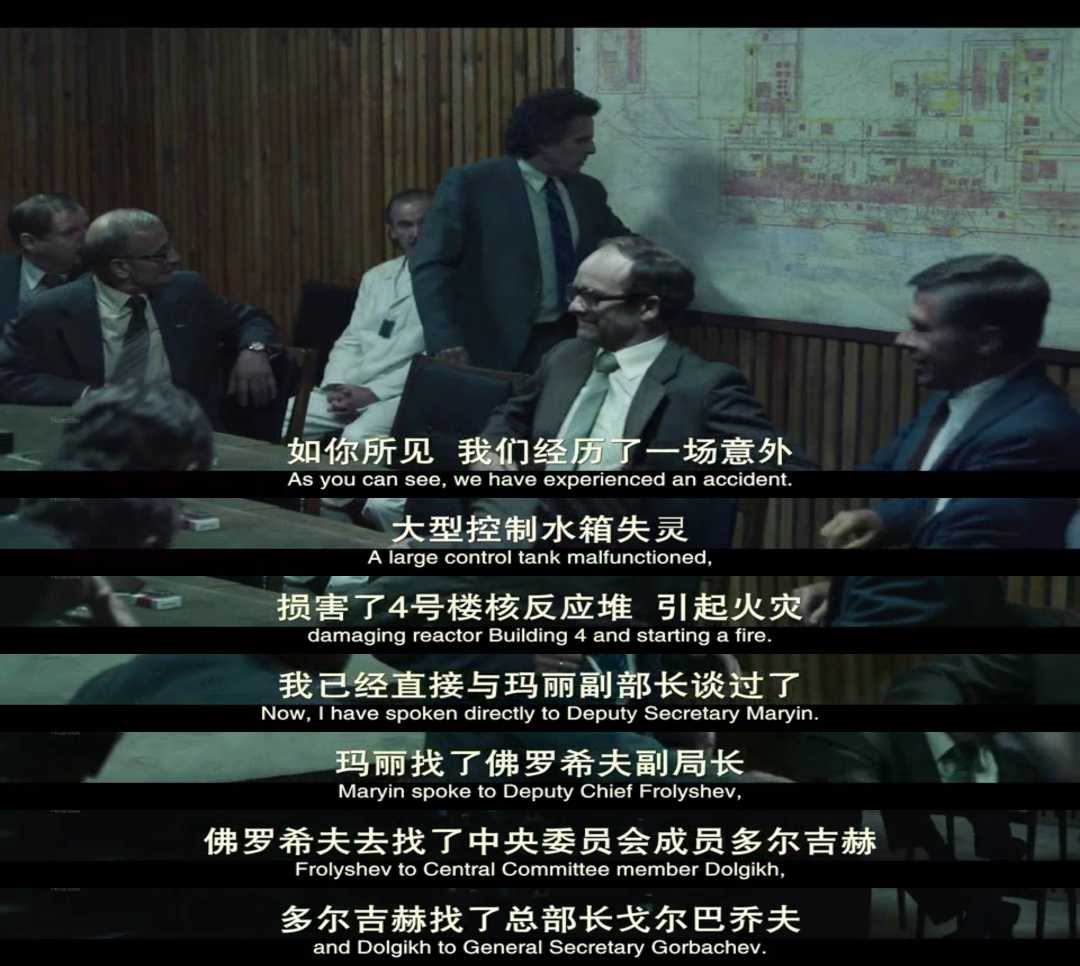 如你所见 我们经历了一场意外
As you can see, we have experienced an accident.
大型控制水箱失灵
A large control tank malfunctioned,
损害了4号楼核反应堆 引起火灾
damaging reactor Building 4 and starting a fire.
我已经直接与玛丽副部长谈过了
Now, I have spoken directly to Deputy Secretary Maryin.
玛丽找了佛罗希夫副局长
Maryin spoke to Deputy Chief Frolyshev,
佛罗希夫去找了中央委员会成员多尔吉赫
Frolyshev to Central Committee member Dolgikh,
多尔吉赫找了总部长戈尔巴乔夫
and Dolgikh to General Secretary Gorbachev.